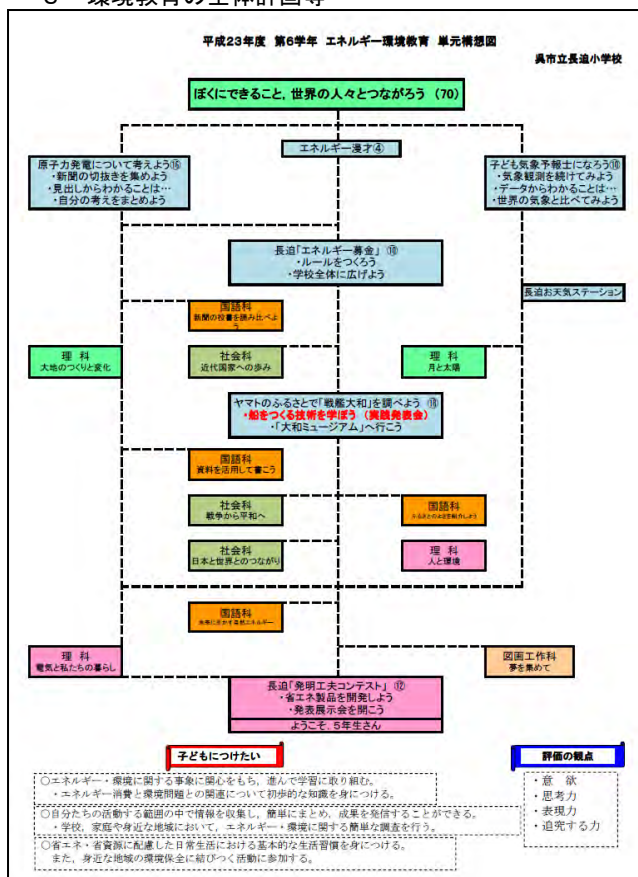 環境教育の全体計画等
平成23年度 第6学年 エネルギー環境教育 単元構想図
呉市立長迫小学校
ぼくにできること,世界の人々とつながろう (70)
エネルギー漫才④
原子力発電について考えよう⑯
・新聞の切抜きを集めよう
・見出しからわかることは…
・自分の考えをまとめよう
子ども気象予報士になろう⑩
・気象観測を続けてみよう
・データからわかることは…
・世界の気象と比べてみよう
長迫「エネルギー募金」 ⑩
・ルールをつくろう
・学校全体に広げよう
長迫お天気ステーション
国語科
新聞の投書を読み比べよう
理 科
大地のつくりと変化
社会科
近代国家への歩み
理 科
月と太陽
ヤマトのふるさとで「戦艦大和」を調べよう ⑱
・船をつくる技術を学ぼう (実践発表会)
・「大和ミュージアム」へ行こう
国語科
資料を活用して書こう
社会科
戦争から平和へ
国語科
社会科
日本と世界とのつながり
理 科
人と環境
国語科
理 科
電気と私たちの暮らし
図画工作科
夢を集めて
長迫「発明工夫コンテスト」 ⑫
・省エネ製品を開発しよう
・発表展示会を開こう
ようこそ、5年生さん
子どもにつけたい
評価の観点
○エネルギー・環境に関する事象に関心をもち,進んで学習に取り組む。
・エネルギー消費と環境問題との関連について初歩的な知識を身につける。
○自分たちの活動する範囲の中で情報を収集し,簡単にまとめ,成果を発信することができる。
・学校,家庭や身近な地域において,エネルギー・環境に関する簡単な調査を行う。
○省エネ・省資源に配慮した日常生活における基本的な生活習慣を身につける。
また,身近な地域の環境保全に結びつく活動に参加する。
・意 欲
・思考力
・表現力
・追究する力